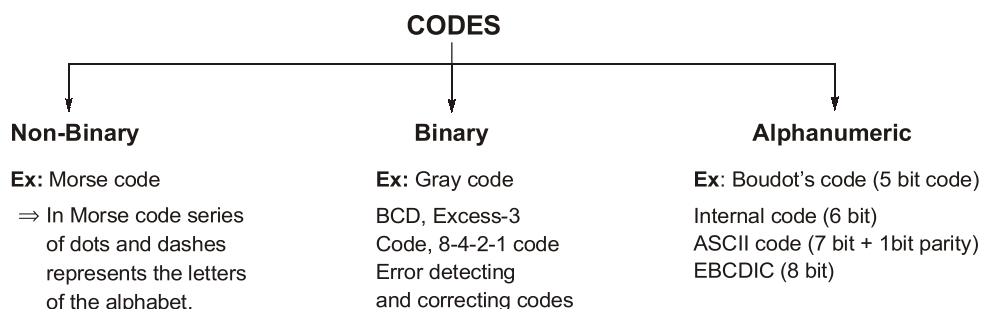 CODES
Non-Binary
Ex: Morse code
⇒ In Morse code series
of dots and dashes
represents the letters
of the alphabet.
Binary
Ex: Gray code
BCD, Excess-3
Code, 8-4-2-1 code
Error detecting
and correcting codes
Alphanumeric
Ex: Boudot's code (5 bit code)
Internal code (6 bit)
ASCII code (7 bit + 1bit parity)
EBCDIC (8 bit)